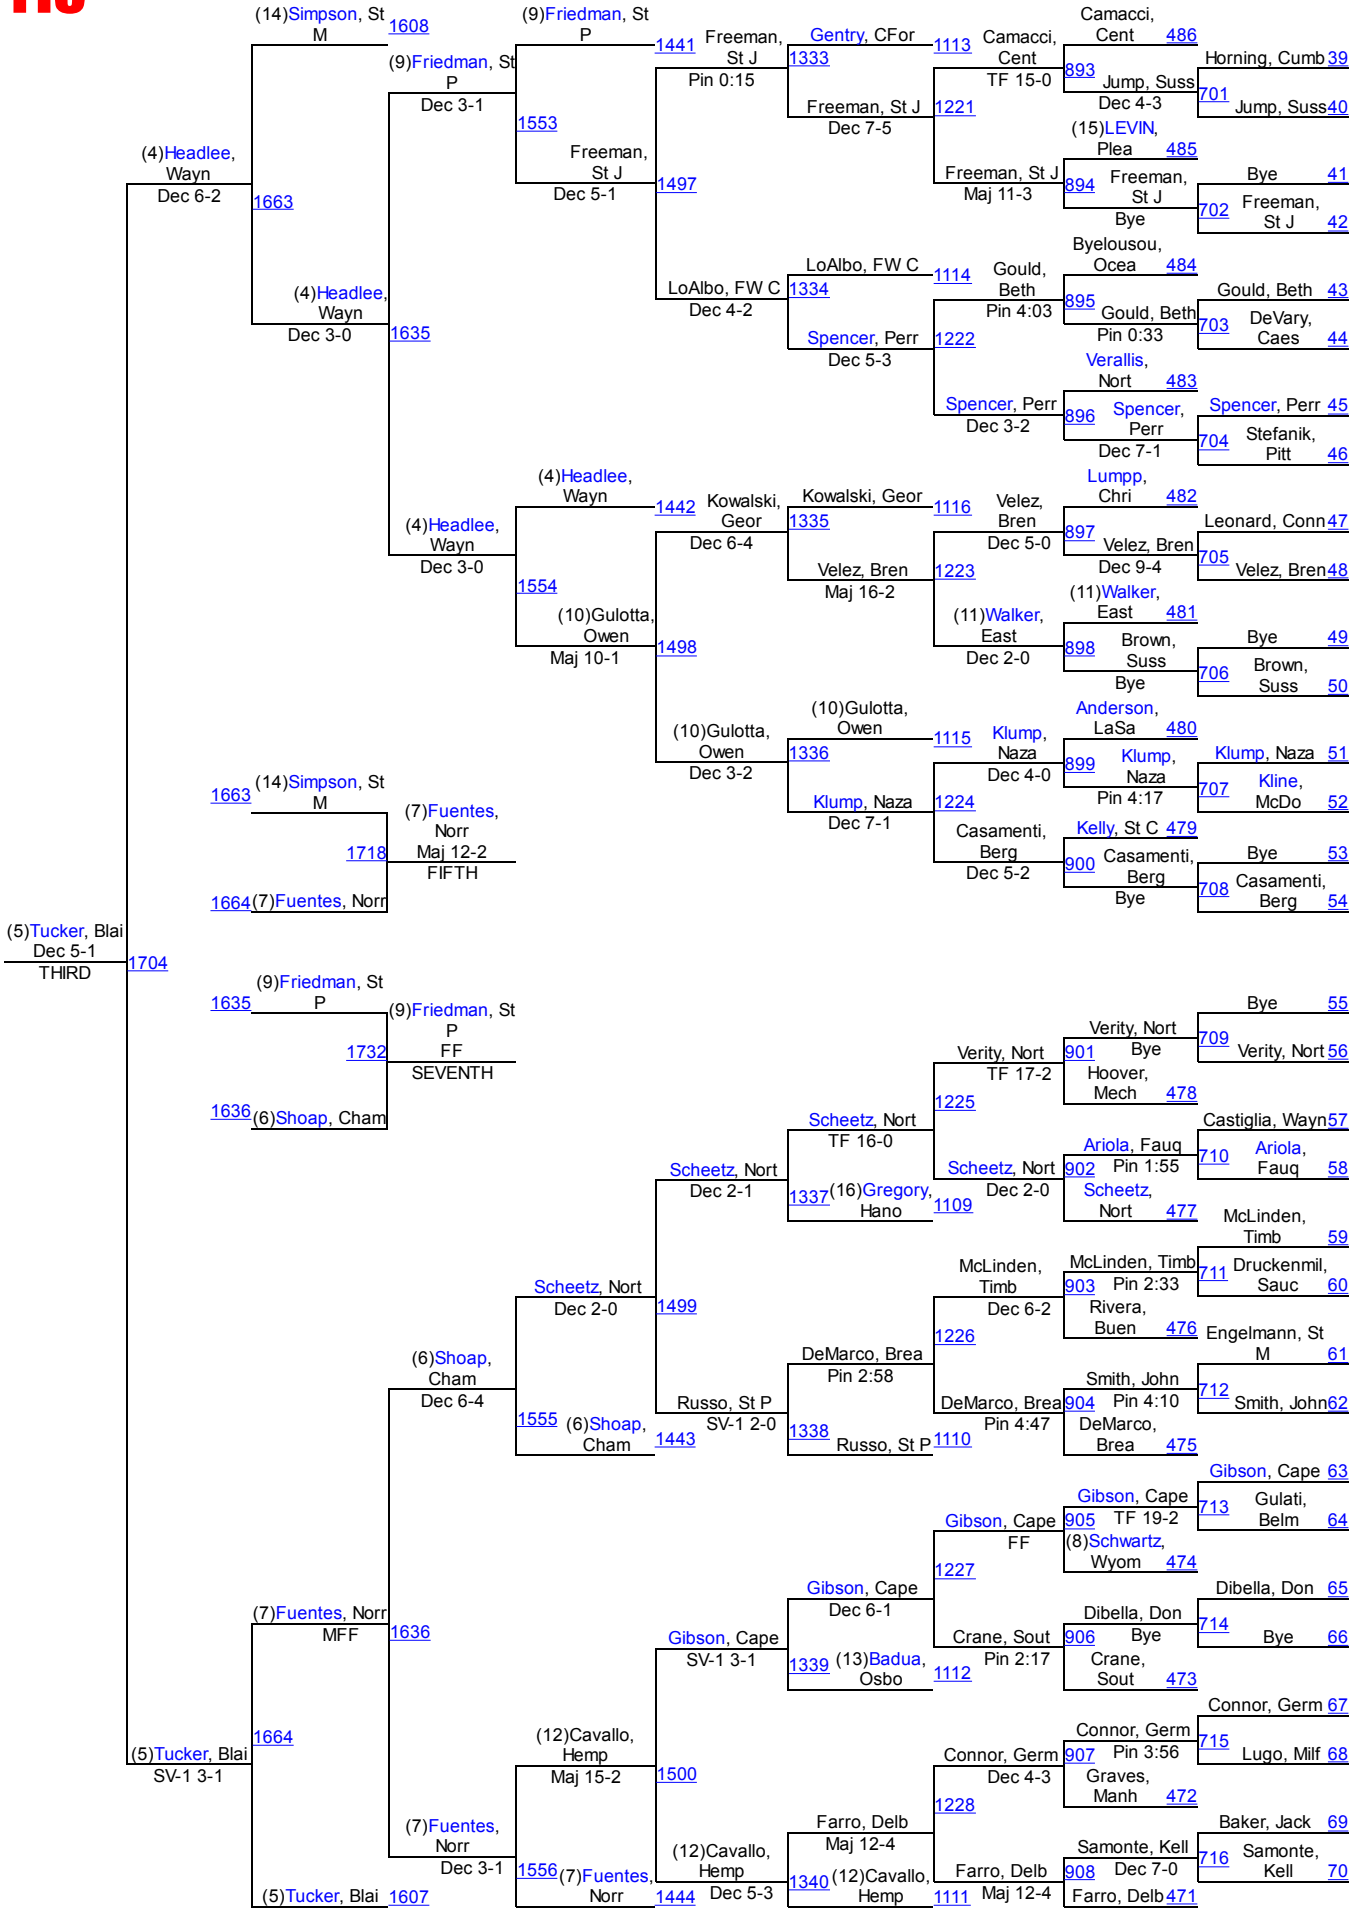 (14)Simpson, St
M
1608
(9)Friedman, St
P
1441
Freeman,
St J
Pin 0:15
Gentry, CFor
1333
1113
Camacci,
Cent
TF 15-0
Camacci,
Cent
486
893
Jump, Suss
Dec 4-3
Horning, Cumb 39
701
Jump, Suss 40
(9)Friedman, St
P
Dec 3-1
Freeman, St J
Dec 7-5
1221
(15)LEVIN,
Plea
485
1553
Freeman,
St J
Dec 5-1
1497
Freeman, St J
Maj 11-3
894
Freeman,
St J
Bye
Bye 41
702
Freeman,
St J 42
(4)Headlee,
Wayn
Dec 6-2
1663
Byelousou,
Ocea
484
LoAlbo, FW C
Dec 4-2
LoAlbo, FW C
1334
1114
Gould,
Beth
Pin 4:03
895
Gould, Beth
Pin 0:33
Gould, Beth 43
703
DeVary,
Caes 44
(4)Headlee,
Wayn
Dec 3-0
1635
Spencer, Perr
Dec 5-3
1222
Verallis,
Nort
483
Spencer, Perr
Dec 3-2
896
Spencer,
Perr
Dec 7-1
Spencer, Perr 45
704
Stefanik,
Pitt 46
(4)Headlee,
Wayn
1442
Kowalski,
Geor
Dec 6-4
Kowalski, Geor
1335
1116
Velez,
Bren
Dec 5-0
Lumpp,
Chri
482
897
Velez, Bren
Dec 9-4
Leonard, Conn 47
705
Velez, Bren 48
(4)Headlee,
Wayn
Dec 3-0
1554
Velez, Bren
Maj 16-2
1223
(11)Walker,
East
481
(10)Gulotta,
Owen
Maj 10-1
1498
(11)Walker,
East
Dec 2-0
898
Brown,
Suss
Bye
Bye 49
706
Brown,
Suss 50
(10)Gulotta,
Owen
Dec 3-2
(10)Gulotta,
Owen
1336
1115
Klump,
Naza
Dec 4-0
Anderson,
LaSa
480
899
Klump,
Naza
Pin 4:17
Klump, Naza 51
707
Kline,
McDo 52
1663
(14)Simpson, St
M
(7)Fuentes,
Norr
Maj 12-2
FIFTH
1718
1664
(7)Fuentes, Norr
Klump, Naza
Dec 7-1
1224
Kelly, St C 479
Casamenti,
Berg
Dec 5-2
900
Casamenti,
Berg
Bye
Bye 53
708
Casamenti,
Berg 54
(5)Tucker, Blai
Dec 5-1
THIRD
1704
1635
(9)Friedman, St
P
(9)Friedman, St
P
FF
SEVENTH
1732
1636
(6)Shoap, Cham
Verity, Nort
TF 17-2
901
Verity, Nort
Bye
Hoover,
Mech
478
Bye 55
709
Verity, Nort 56
Scheetz, Nort
TF 16-0
1225
Scheetz, Nort
Dec 2-1
1337
(16)Gregory,
Hano
1109
Scheetz, Nort
Dec 2-0
902
Ariola, Fauq
Pin 1:55
Scheetz,
Nort
477
Castiglia, Wayn 57
710
Ariola,
Fauq 58
Scheetz, Nort
Dec 2-0
1499
McLinden,
Timb
Dec 6-2
903
McLinden, Timb
Pin 2:33
Rivera,
Buen
476
McLinden,
Timb 59
711
Druckenmil,
Sauc 60
(6)Shoap,
Cham
Dec 6-4
1555
(6)Shoap,
Cham
1443
Russo, St P
SV-1 2-0
DeMarco, Brea
Pin 2:58
1226
1338
Russo, St P
1110
DeMarco, Brea
Pin 4:47
904
Smith, John
Pin 4:10
DeMarco,
Brea
475
Engelmann, St
M 61
712
Smith, John 62
Gibson, Cape
FF
905
Gibson, Cape
TF 19-2
(8)Schwartz,
Wyom
474
Gibson, Cape 63
713
Gulati,
Belm 64
(7)Fuentes, Norr
MFF
1636
Gibson, Cape
SV-1 3-1
Gibson, Cape
Dec 6-1
1227
1339
(13)Badua,
Osbo
1112
Crane, Sout
Pin 2:17
906
Dibella, Don
Bye
Crane,
Sout
473
Dibella, Don 65
714
Bye 66
(5)Tucker, Blai
SV-1 3-1
1664
(12)Cavallo,
Hemp
Maj 15-2
1500
Connor, Germ
Dec 4-3
907
Connor, Germ
Pin 3:56
Graves,
Manh
472
Connor, Germ 67
715
Lugo, Milf 68
(7)Fuentes,
Norr
Dec 3-1
1556
(7)Fuentes,
Norr
1444
(12)Cavallo,
Hemp
Dec 5-3
Farro, Delb
Maj 12-4
1228
1340
(12)Cavallo,
Hemp
1111
Farro, Delb
Maj 12-4
908
Samonte, Kell
Dec 7-0
Farro, Delb 471
Baker, Jack 69
716
Samonte,
Kell 70
(5)Tucker, Blai
1607